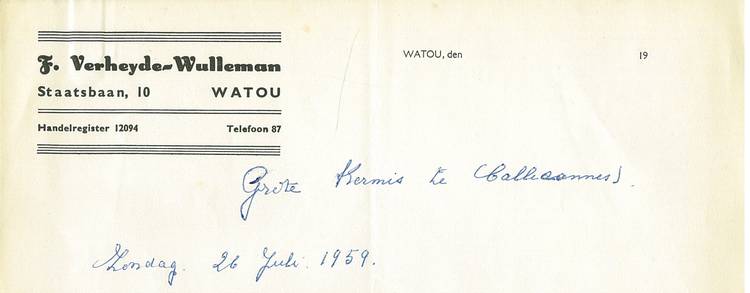 F. Verheyde-Wulleman
Staatsbaan, 10 WATOU
Handelregister 12094 Telefoon 87
WATOU, den 19
Grote Kermis te Callicannes.
Zondag. 26 Juli 1959.